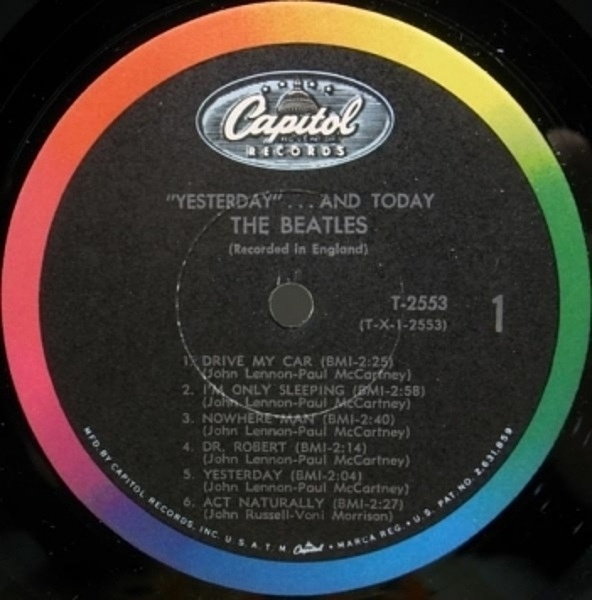 Capitol
RECORDS
"YESTERDAY" . . . AND TODAY
THE BEATLES
(Recorded in England)
T-2553
(T-X-1-2553)
1
1. DRIVE MY CAR (BMI-2:25)
(John Lennon-Paul McCartney)
2. I'M ONLY SLEEPING (BMI-2:58)
(John Lennon-Paul McCartney)
3. NOWHERE MAN (BMI-2:40)
(John Lennon-Paul McCartney)
4. DR. ROBERT (BMI-2:14)
(John Lennon-Paul McCartney)
5. YESTERDAY (BMI-2:04)
(John Lennon-Paul McCartney)
6. ACT NATURALLY (BMI-2:27)
(John Russell-Voni Morrison)
MFD. BY CAPITOL RECORDS, INC. U. S. A. T. M. Capitol • MARCA REG. • U. S. PAT. NO. 2,631,859